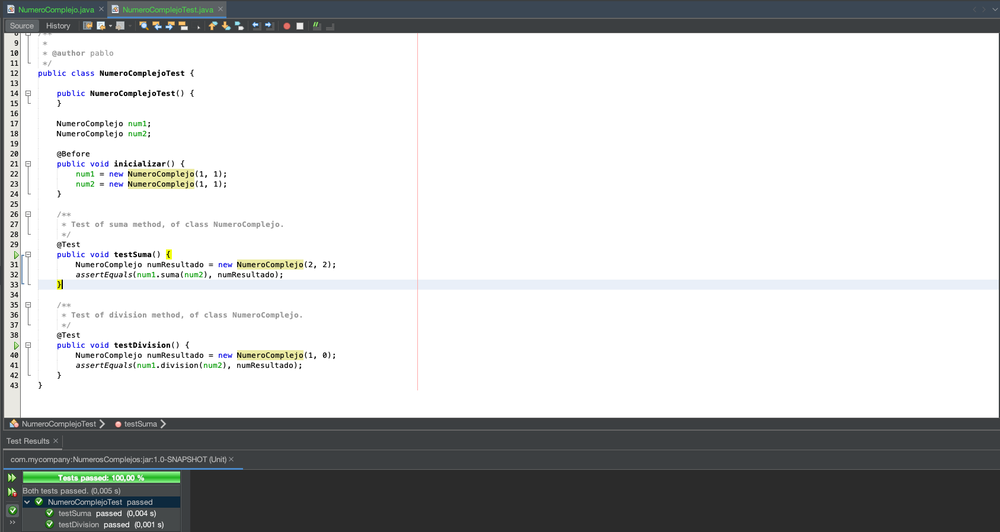 NumeroComplejo.java × NumeroComplejoTest.java ×
Source History
8 /**
9 *
10 * @author pablo
11 */
12 public class NumeroComplejoTest {
13
14 public NumeroComplejoTest() {
15 }
16
17 NumeroComplejo num1;
18 NumeroComplejo num2;
19
20 @Before
21 public void inicializar() {
22 num1 = new NumeroComplejo(1, 1);
23 num2 = new NumeroComplejo(1, 1);
24 }
25
26 /**
27 * Test of suma method, of class NumeroComplejo.
28 */
29 @Test
public void testSuma() {
31 NumeroComplejo numResultado = new NumeroComplejo(2, 2);
32 assertEquals(num1.suma(num2), numResultado);
33 }
34
35 /**
36 * Test of division method, of class NumeroComplejo.
37 */
38 @Test
public void testDivision() {
40 NumeroComplejo numResultado = new NumeroComplejo(1, 0);
41 assertEquals(num1.division(num2), numResultado);
42 }
43 }
NumeroComplejoTest testSuma
Test Results ×
com.mycompany:NumerosComplejos:jar:1.0-SNAPSHOT (Unit) ×
Tests passed: 100,00 %
Both tests passed. (0,005 s)
NumeroComplejoTest passed
testSuma passed (0,004 s)
testDivision passed (0,001 s)